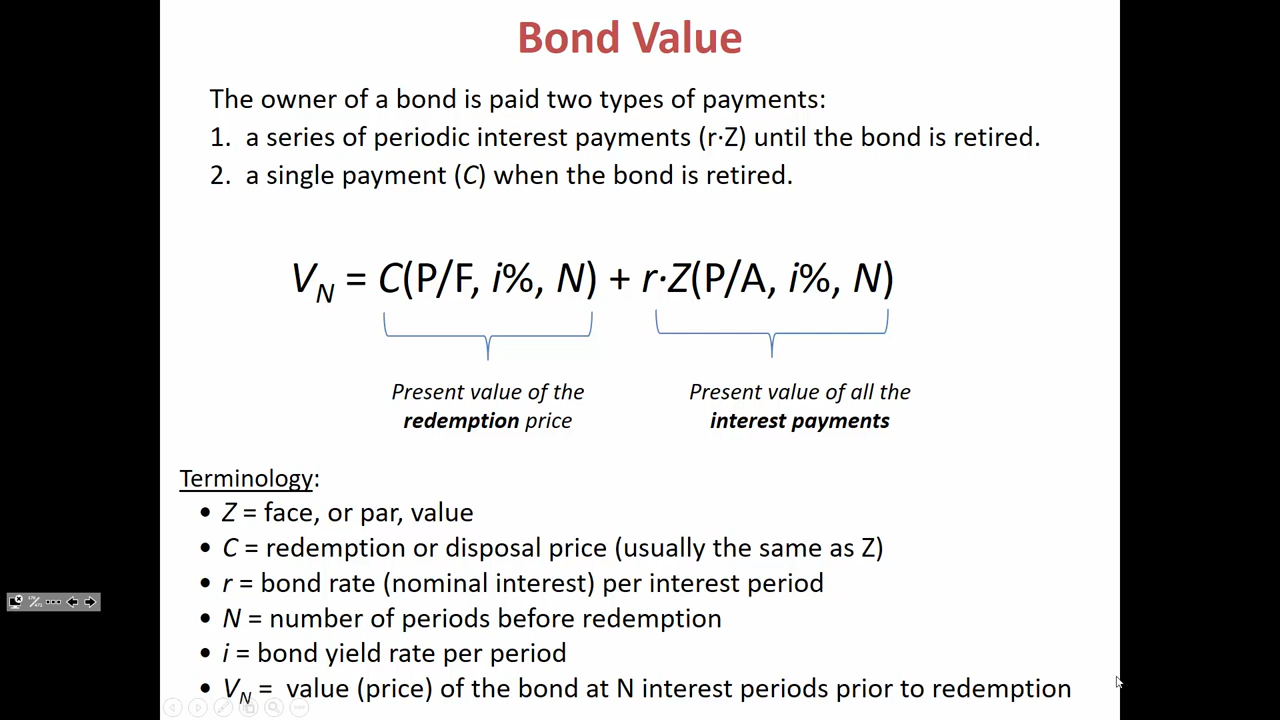 Bond Value
The owner of a bond is paid two types of payments:
1. a series of periodic interest payments (r·Z) until the bond is retired.
2. a single payment (C) when the bond is retired.
V_N = C(P/F, i%, N) + r·Z(P/A, i%, N)
Present value of the
redemption price
Present value of all the
interest payments
Terminology:
• Z = face, or par, value
• C = redemption or disposal price (usually the same as Z)
• r = bond rate (nominal interest) per interest period
• N = number of periods before redemption
• i = bond yield rate per period
• V_N = value (price) of the bond at N interest periods prior to redemption